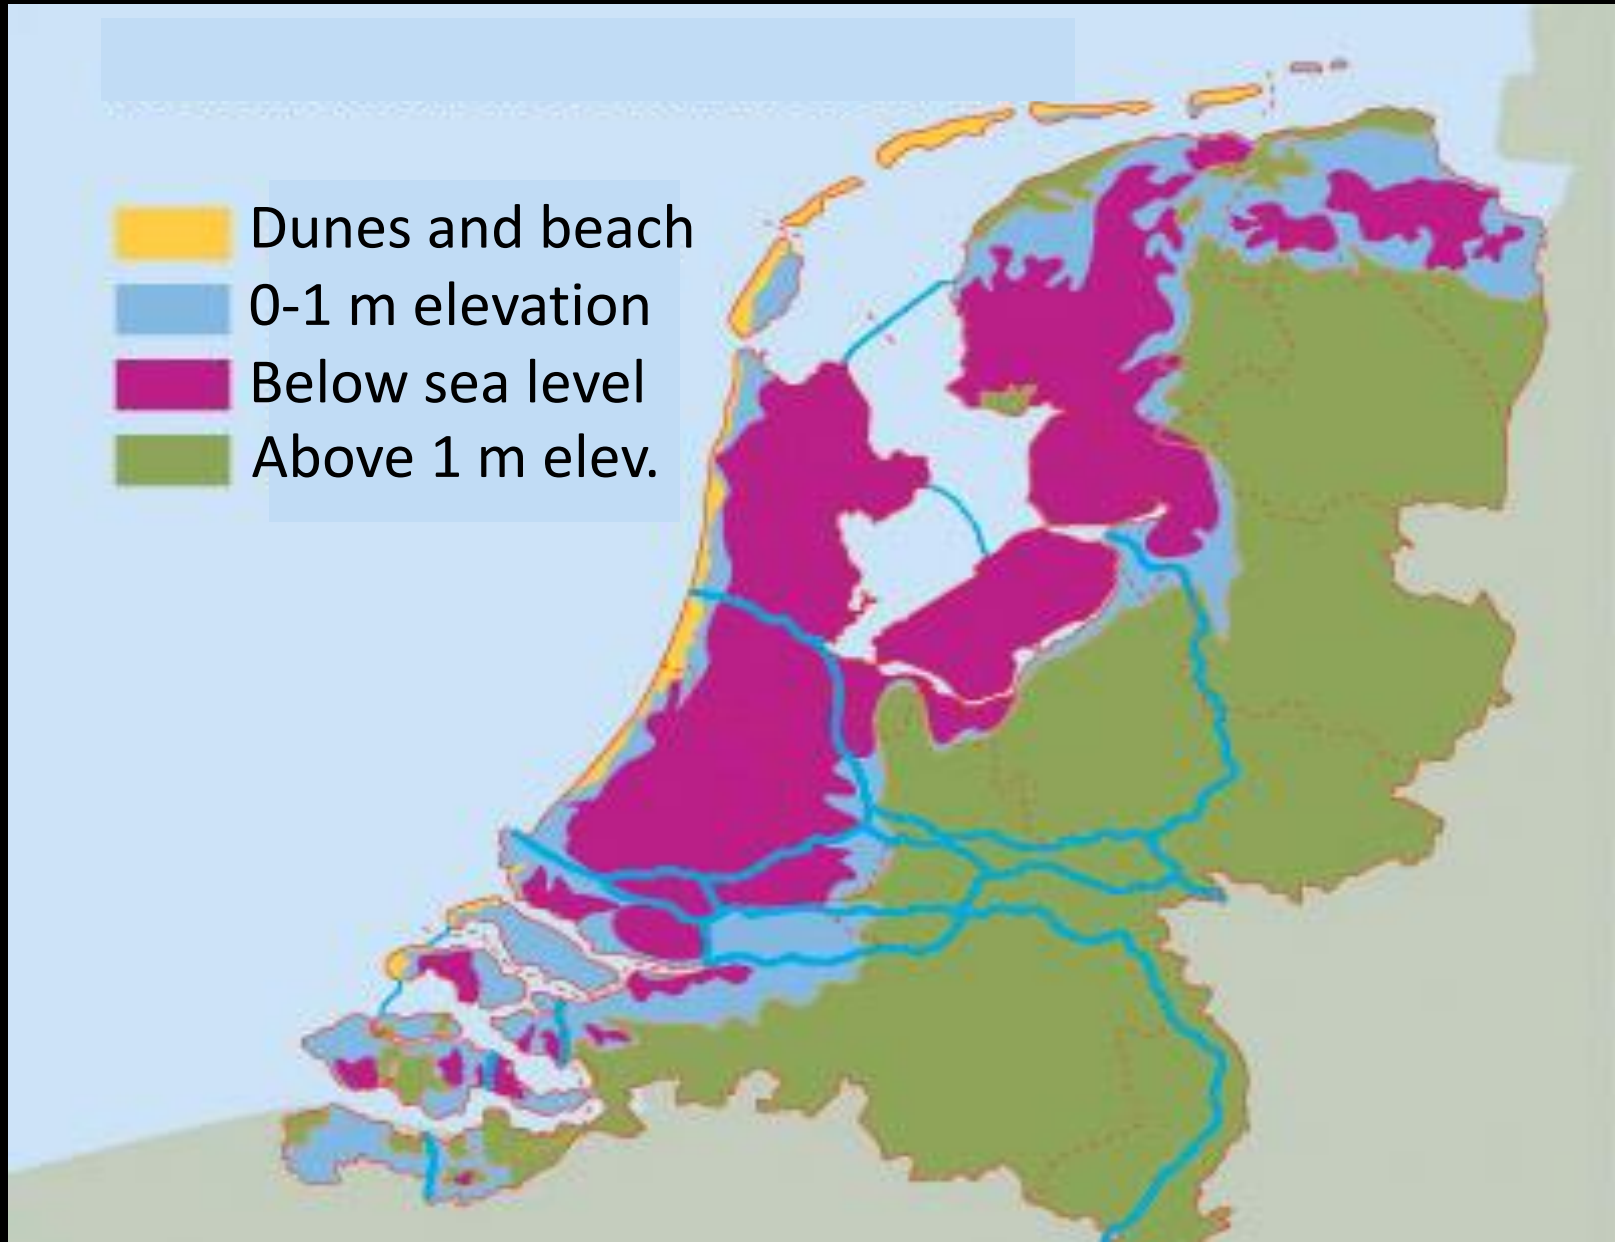 Dunes and beach
0-1 m elevation
Below sea level
Above 1 m elev.